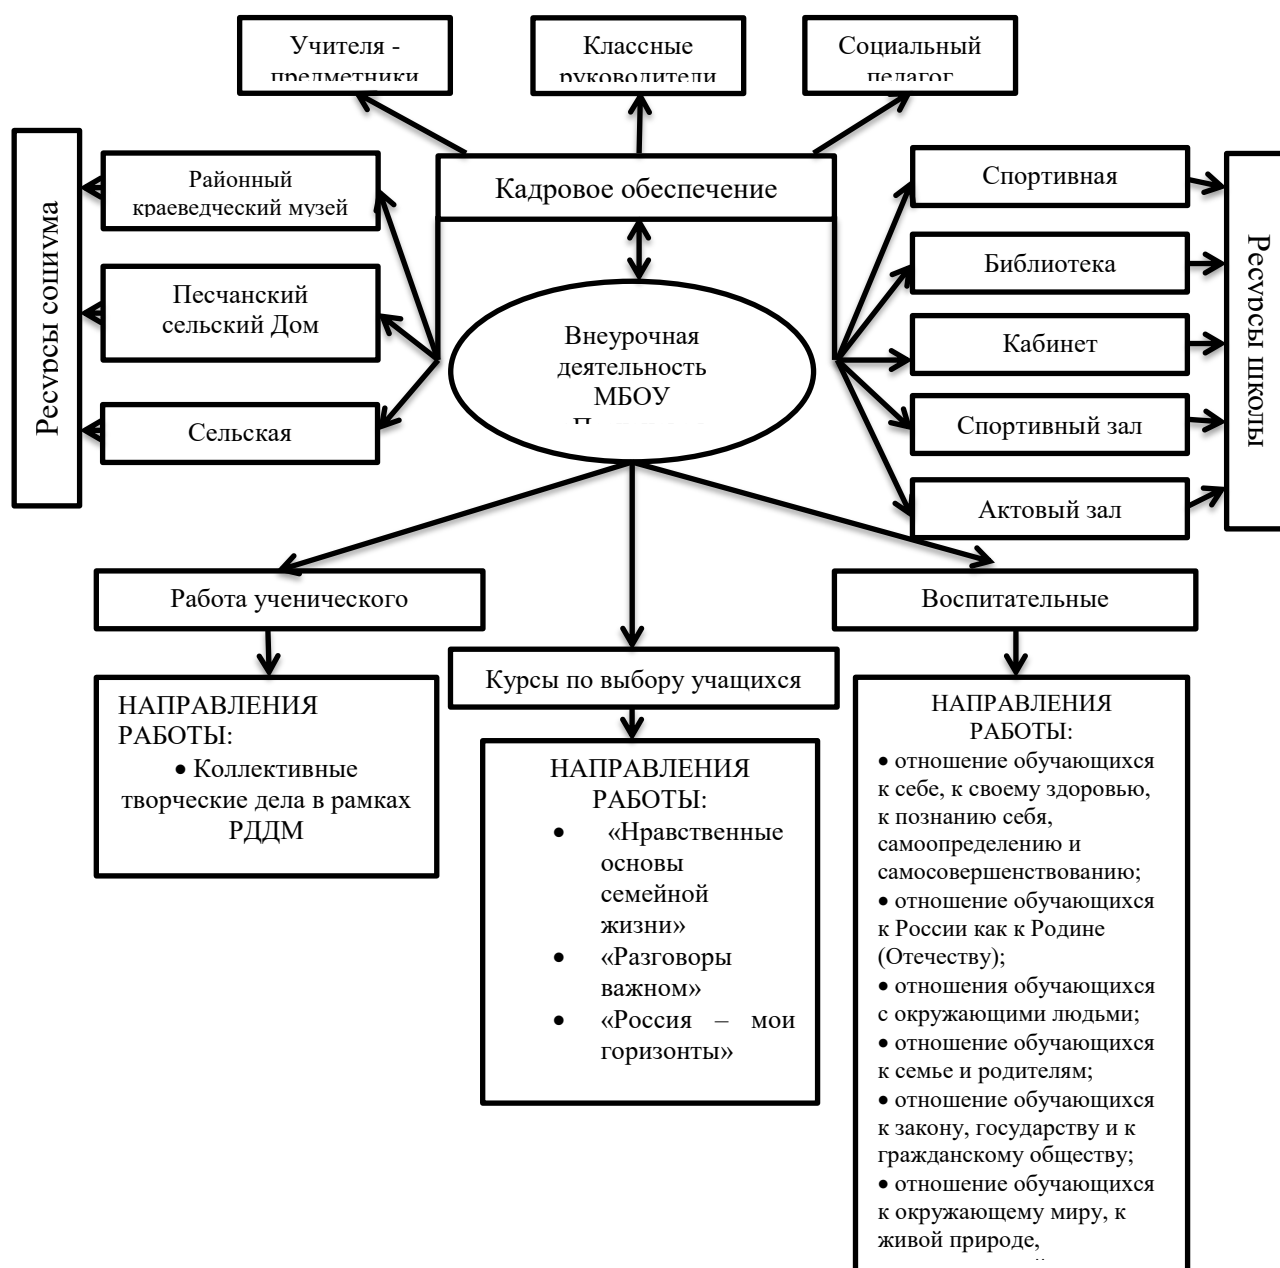 Учителя -
предметники
Классные
руководители
Социальный
педагог
Кадровое обеспечение
Районный
краеведческий музей
Песчанский
сельский Дом
Сельская
Ресурсы социума
Спортивная
Библиотека
Кабинет
Спортивный зал
Актовый зал
Ресурсы школы
Внеурочная
деятельность
МБОУ
Работа ученического
Курсы по выбору учащихся
Воспитательные
НАПРАВЛЕНИЯ
РАБОТЫ:
• Коллективные
творческие дела в рамках
РДДМ
НАПРАВЛЕНИЯ
РАБОТЫ:
• «Нравственные
основы
семейной
жизни»
• «Разговоры
важном»
• «Россия – мои
горизонты»
НАПРАВЛЕНИЯ
РАБОТЫ:
• отношение обучающихся
к себе, к своему здоровью,
к познанию себя,
самоопределению и
самосовершенствованию;
• отношение обучающихся
к России как к Родине
(Отечеству);
• отношения обучающихся
с окружающими людьми;
• отношение обучающихся
к семье и родителям;
• отношение обучающихся
к закону, государству и к
гражданскому обществу;
• отношение обучающихся
к окружающему миру, к
живой природе,